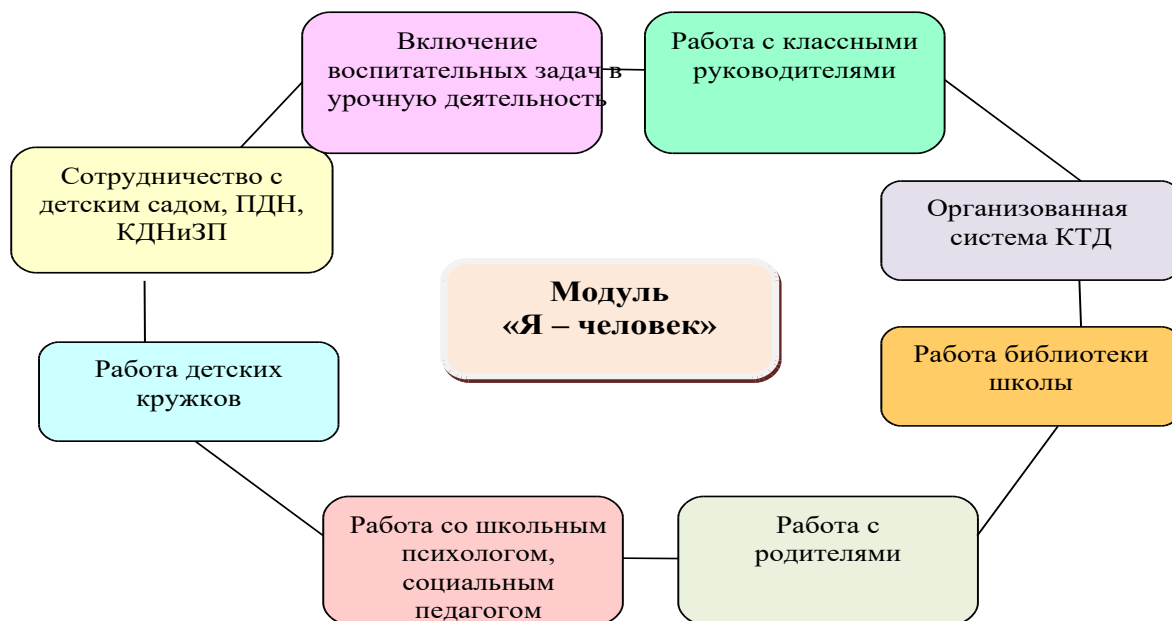 Включение
воспитательных задач в
урочную деятельность
Работа с классными
руководителями
Сотрудничество с
детским садом, ПДН,
КДНиЗП
Организованная
система КТД
Модуль
«Я – человек»
Работа детских
кружков
Работа библиотеки
школы
Работа со школьным
психологом,
социальным
педагогом
Работа с
родителями